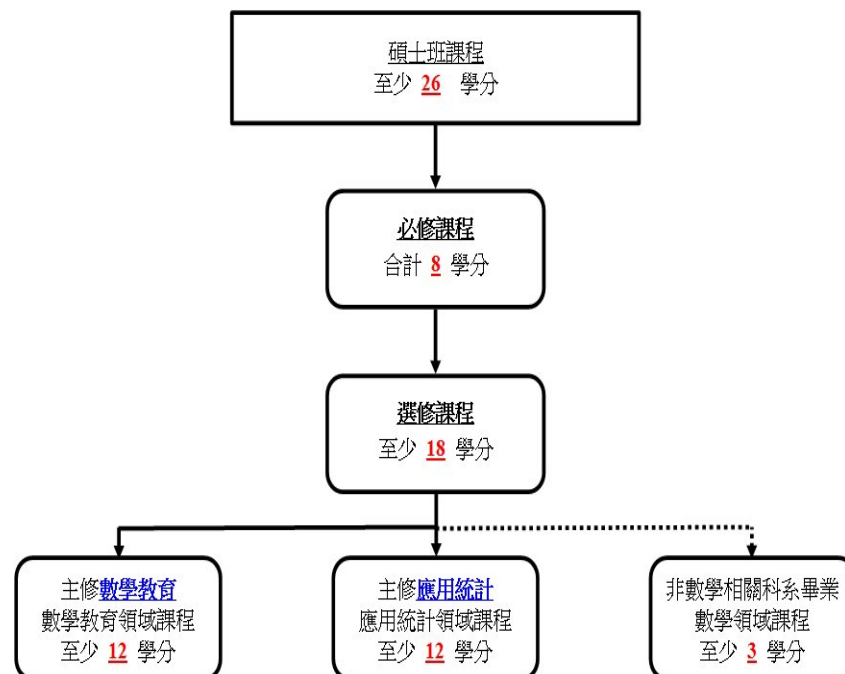 碩士班課程
至少 26 學分
必修課程
合計 8 學分
選修課程
至少 18 學分
主修數學教育
數學教育領域課程
至少 12 學分
主修應用統計
應用統計領域課程
至少 12 學分
非數學相關科系畢業
數學領域課程
至少 3 學分